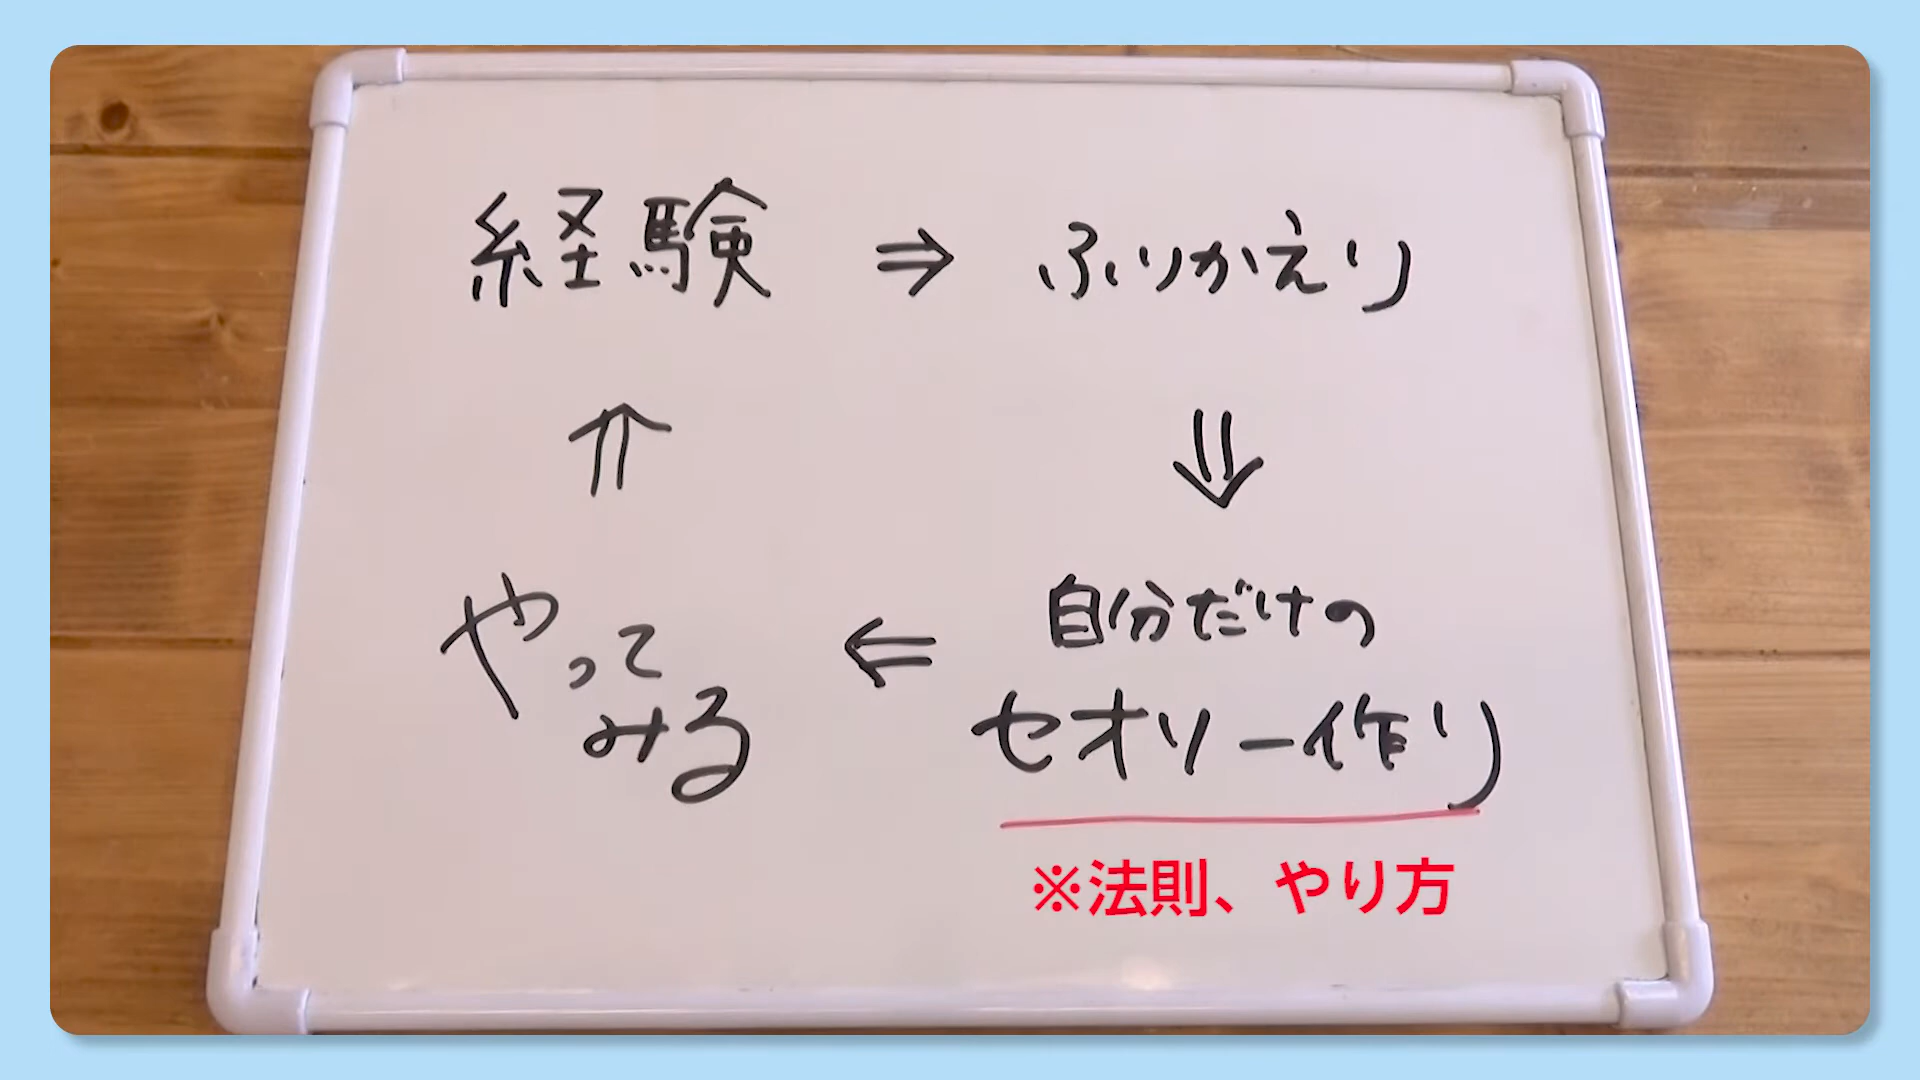 経験 ⇒ ふりかえり
⇑ ⇓
自分だけの
セオリー作り
⇐
やって
みる
※法則、やり方